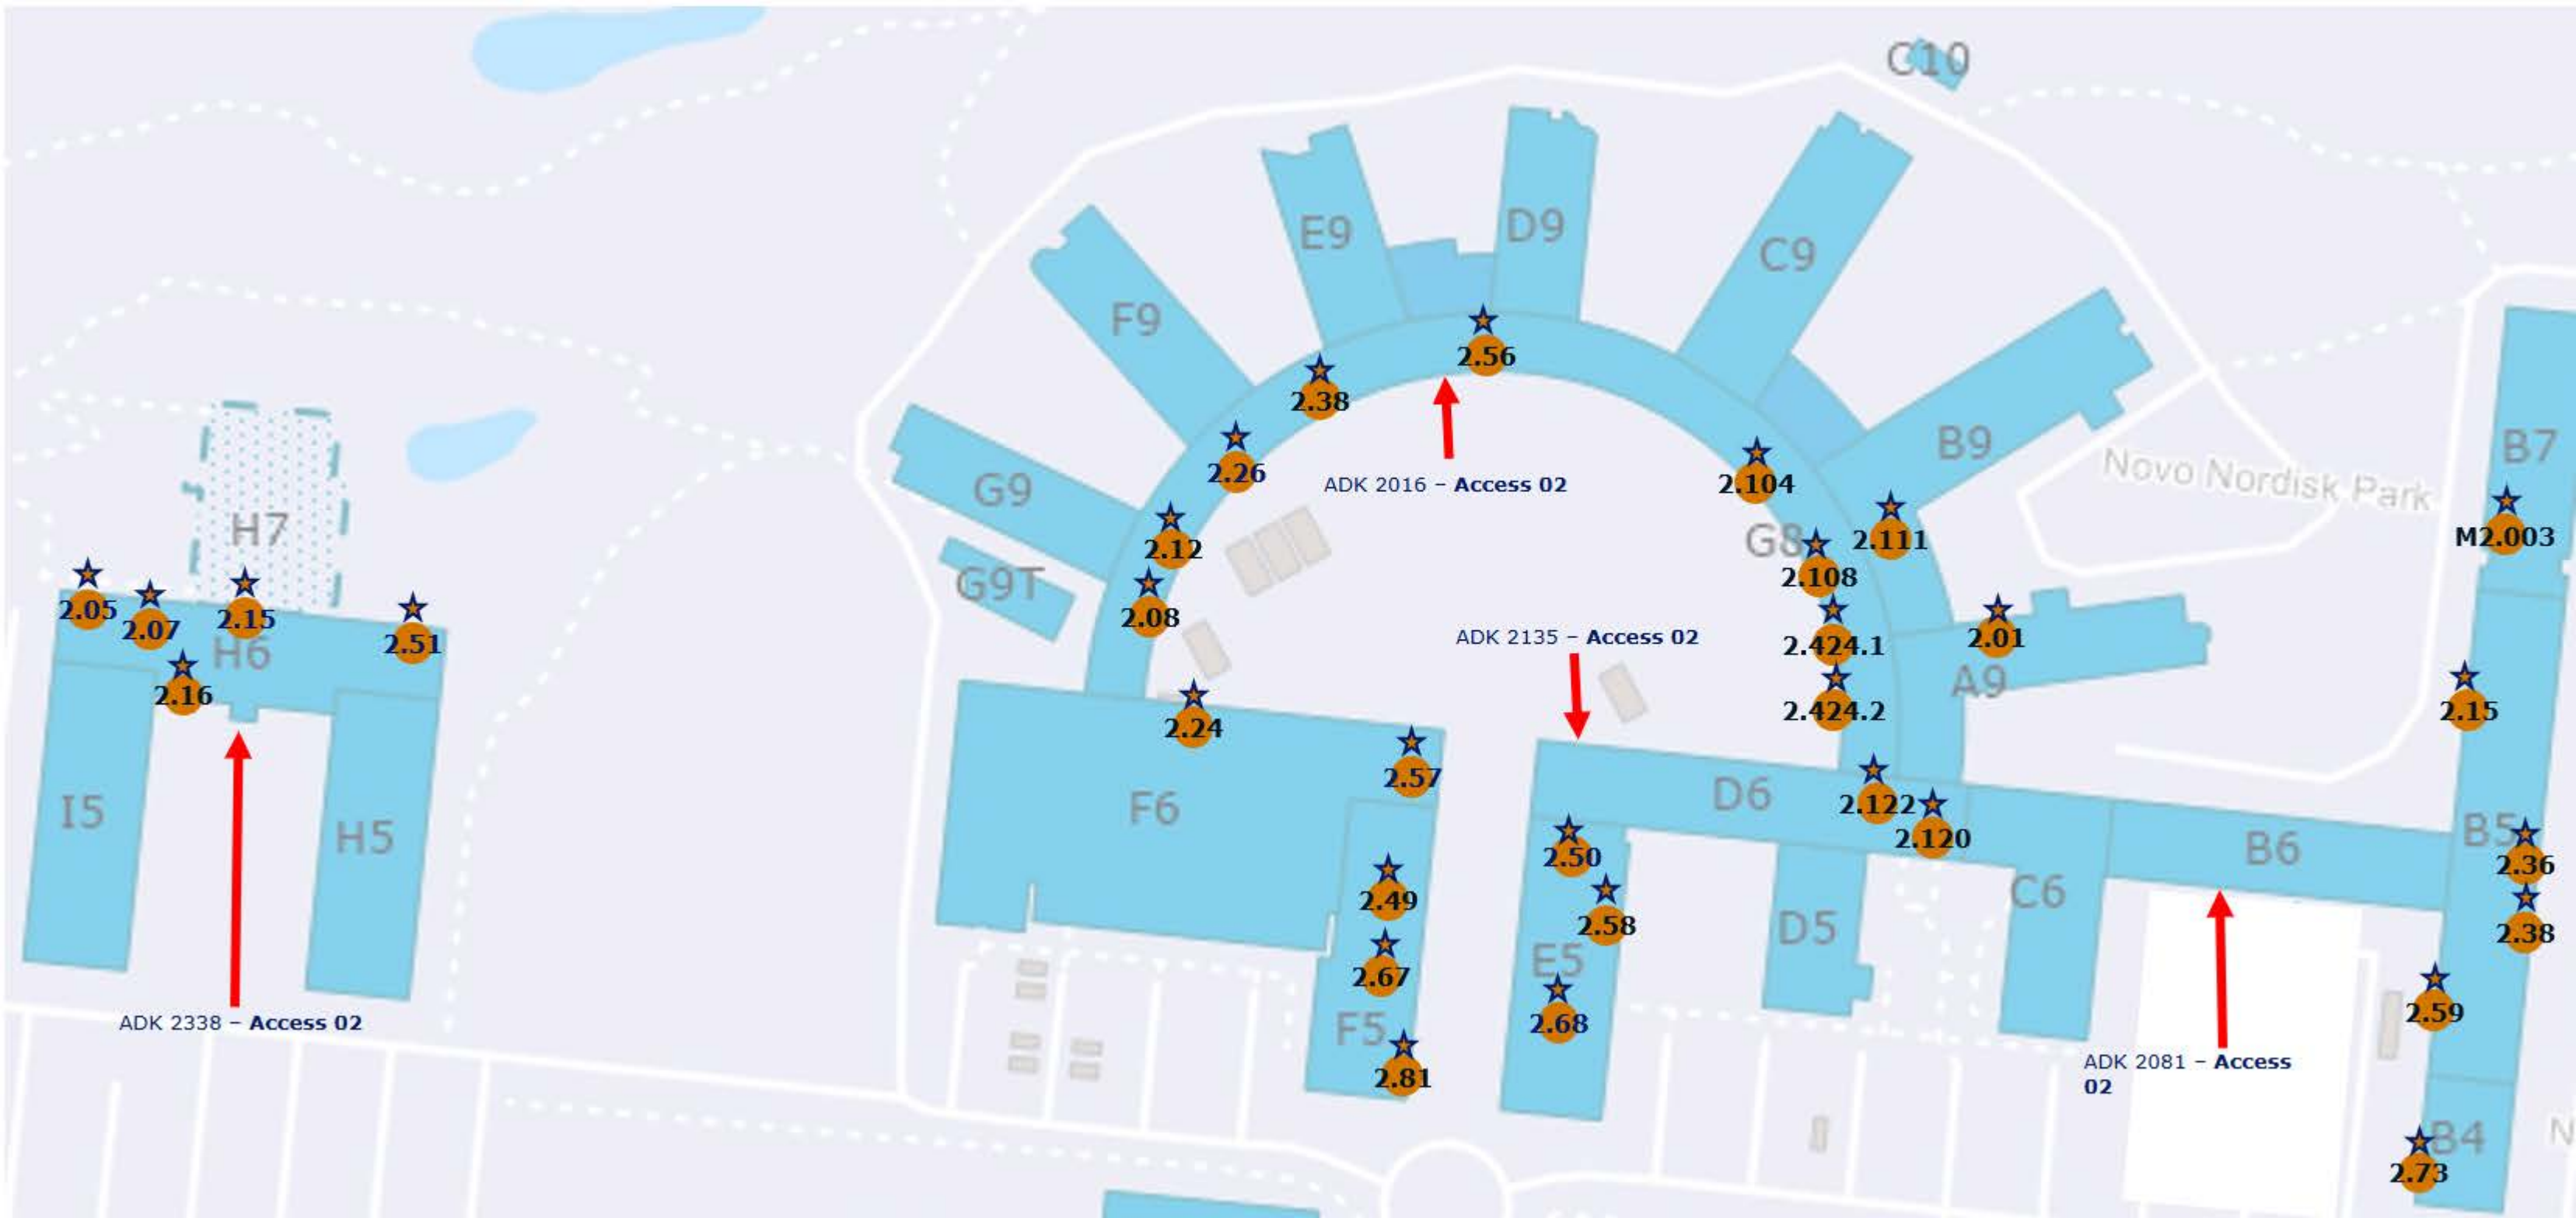 C10
E9
D9
C9
F9
B9
G9
G9T
G8
A9
B7
Novo Nordisk Park
2.56
2.38
2.26
2.104
2.12
2.111
2.08
2.108
2.424.1
2.01
2.424.2
M2.003
ADK 2016 – Access 02
H7
2.05
2.07
2.15
2.51
H6
2.16
I5
H5
ADK 2338 – Access 02
ADK 2135 – Access 02
2.24
2.57
F6
2.49
2.67
F5
2.81
D6
2.122
2.120
2.50
2.58
E5
2.68
D5
C6
B6
2.15
B5
2.36
2.38
2.59
B4
2.73
ADK 2081 – Access
02
N